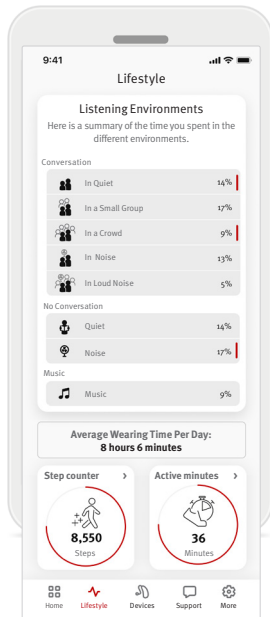 9:41
Lifestyle
Listening Environments
Here is a summary of the time you spent in the
different environments.
Conversation
In Quiet 14%
In a Small Group 17%
In a Crowd 9%
In Noise 13%
In Loud Noise 5%
No Conversation
Quiet 14%
Noise 17%
Music
Music 9%
Average Wearing Time Per Day:
8 hours 6 minutes
Step counter > Active minutes >
8,550 36
Steps Minutes
Home Lifestyle Devices Support More